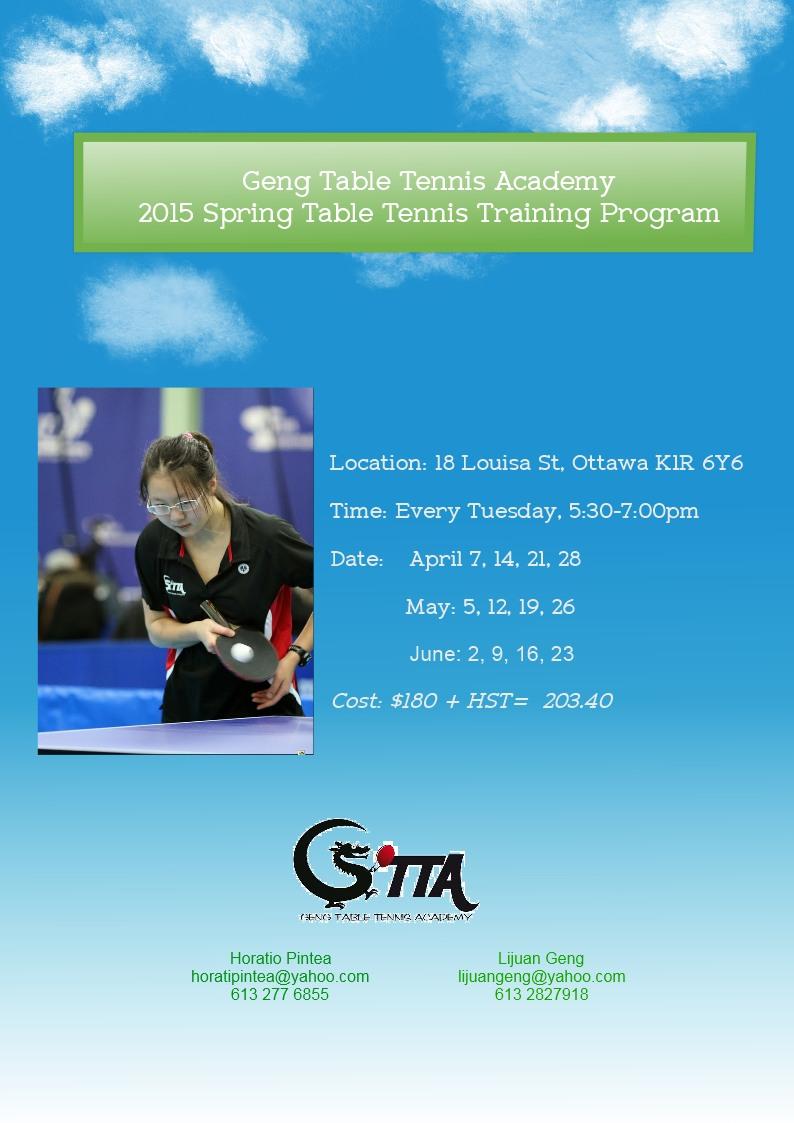 Geng Table Tennis Academy
2015 Spring Table Tennis Training Program
Location: 18 Louisa St, Ottawa K1R 6Y6
Time: Every Tuesday, 5:30-7:00pm
Date: April 7, 14, 21, 28
May: 5, 12, 19, 26
June: 2, 9, 16, 23
Cost: $180 + HST= 203.40
GTTA
GENG TABLE TENNIS ACADEMY
Horatio Pintea
horatipintea@yahoo.com
613 277 6855
Lijuan Geng
lijuangeng@yahoo.com
613 2827918